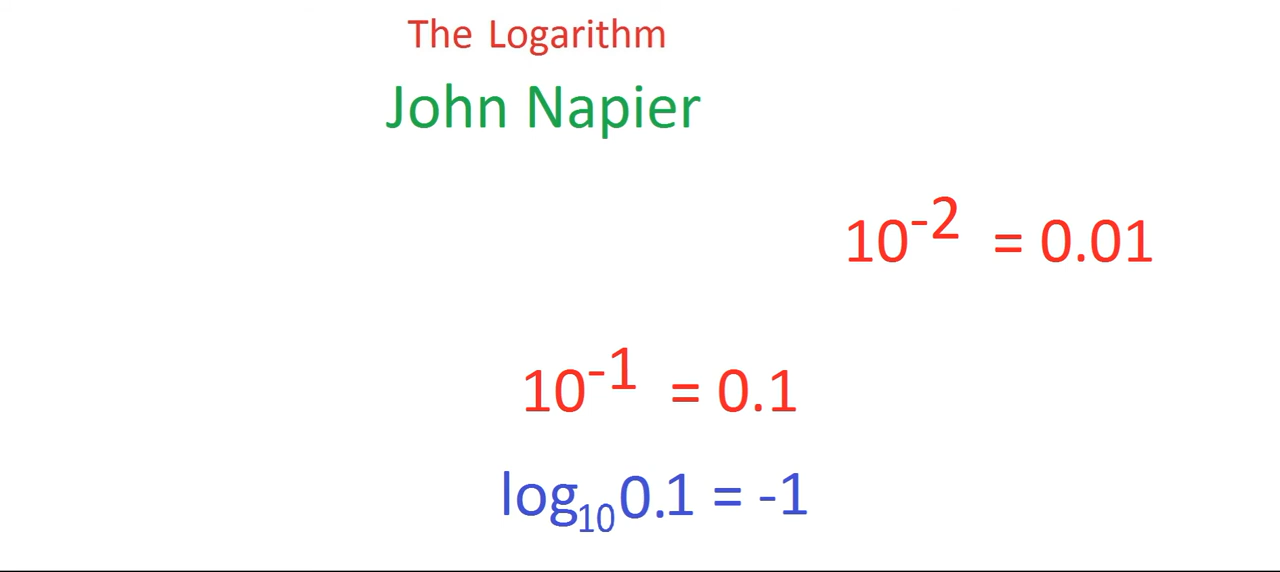 The Logarithm
John Napier
10⁻² = 0.01
10⁻¹ = 0.1
log₁₀0.1 = -1